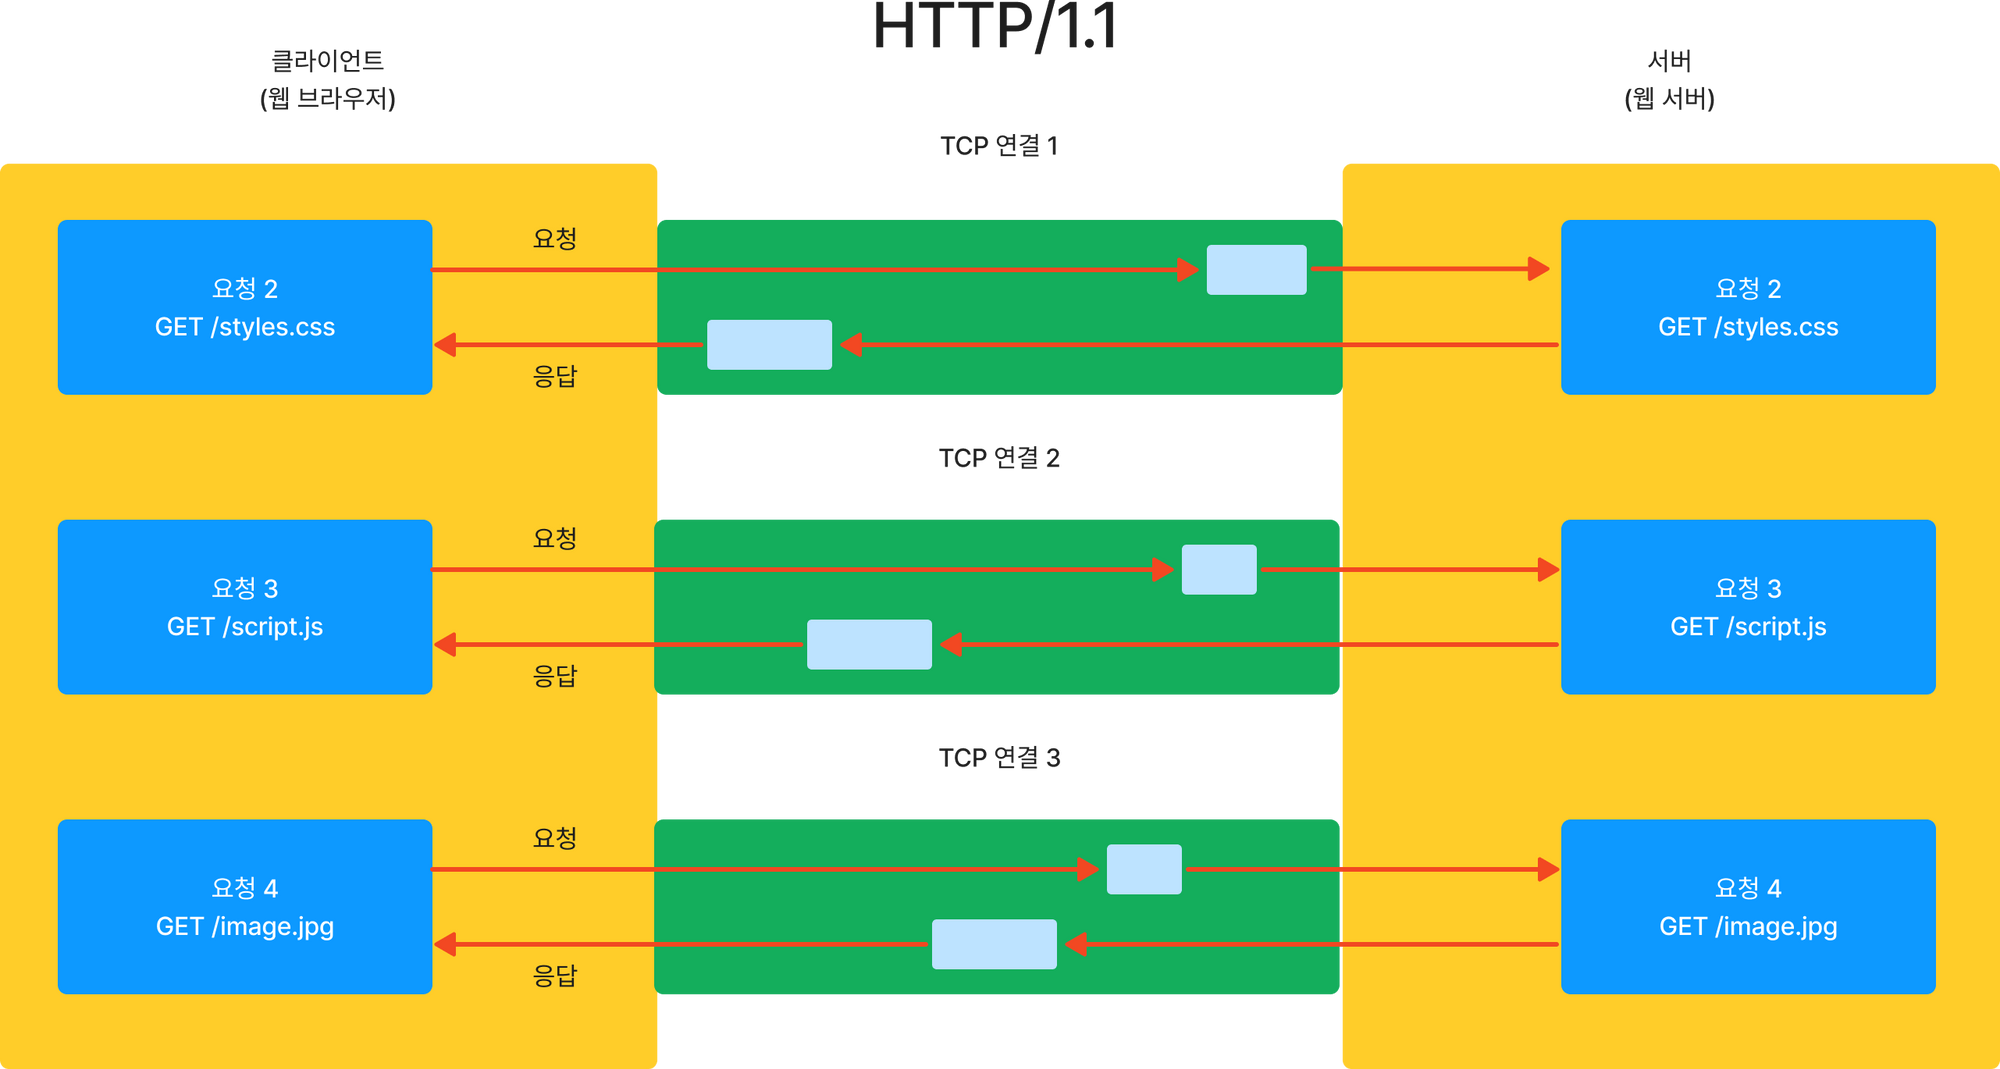 HTTP/1.1
클라이언트
(웹 브라우저)
서버
(웹 서버)
TCP 연결 1
요청 2
GET /styles.css
요청
응답
요청 2
GET /styles.css
TCP 연결 2
요청 3
GET /script.js
요청
응답
요청 3
GET /script.js
TCP 연결 3
요청 4
GET /image.jpg
요청
응답
요청 4
GET /image.jpg